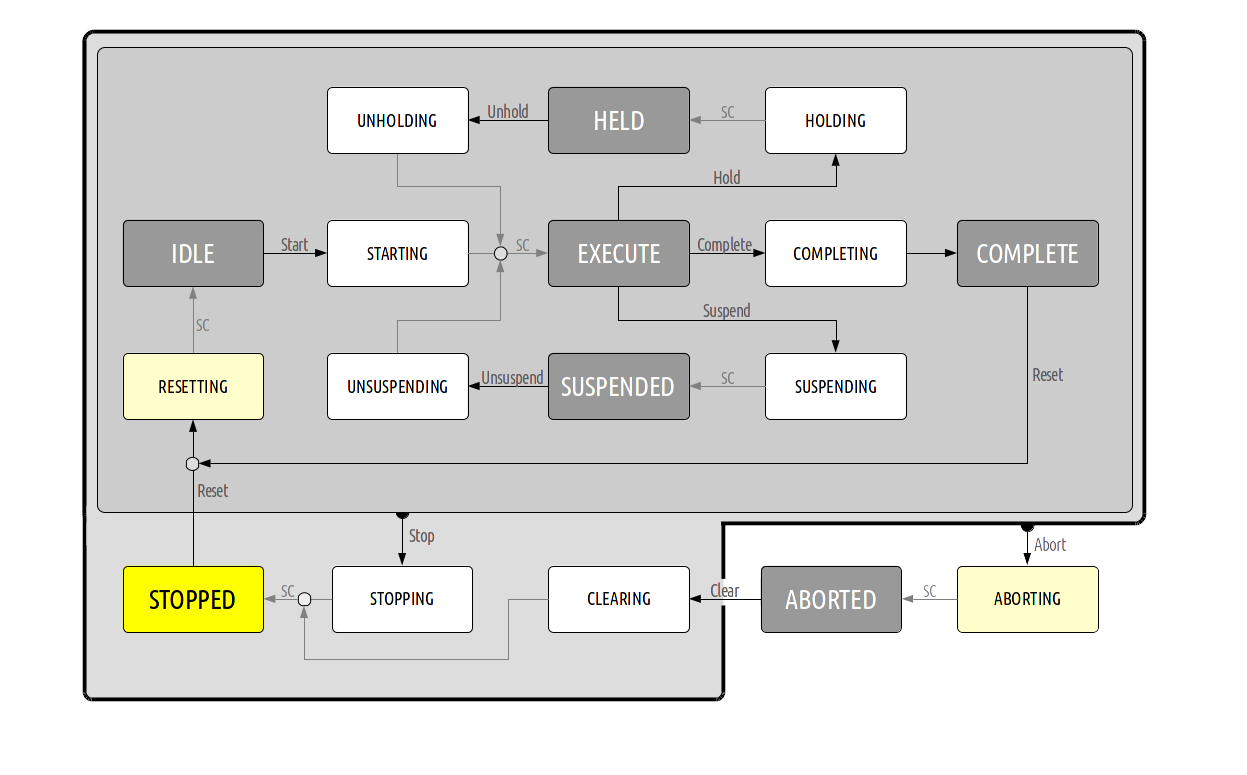 UNHOLDING
Unhold
HELD
SC
HOLDING
Hold
IDLE
Start
STARTING
SC
EXECUTE
Complete
COMPLETING
COMPLETE
SC
Suspend
RESETTING
UNSUSPENDING
Unsuspend
SUSPENDED
SC
SUSPENDING
Reset
Reset
Stop
Abort
STOPPED
SC
STOPPING
CLEARING
Clear
ABORTED
SC
ABORTING